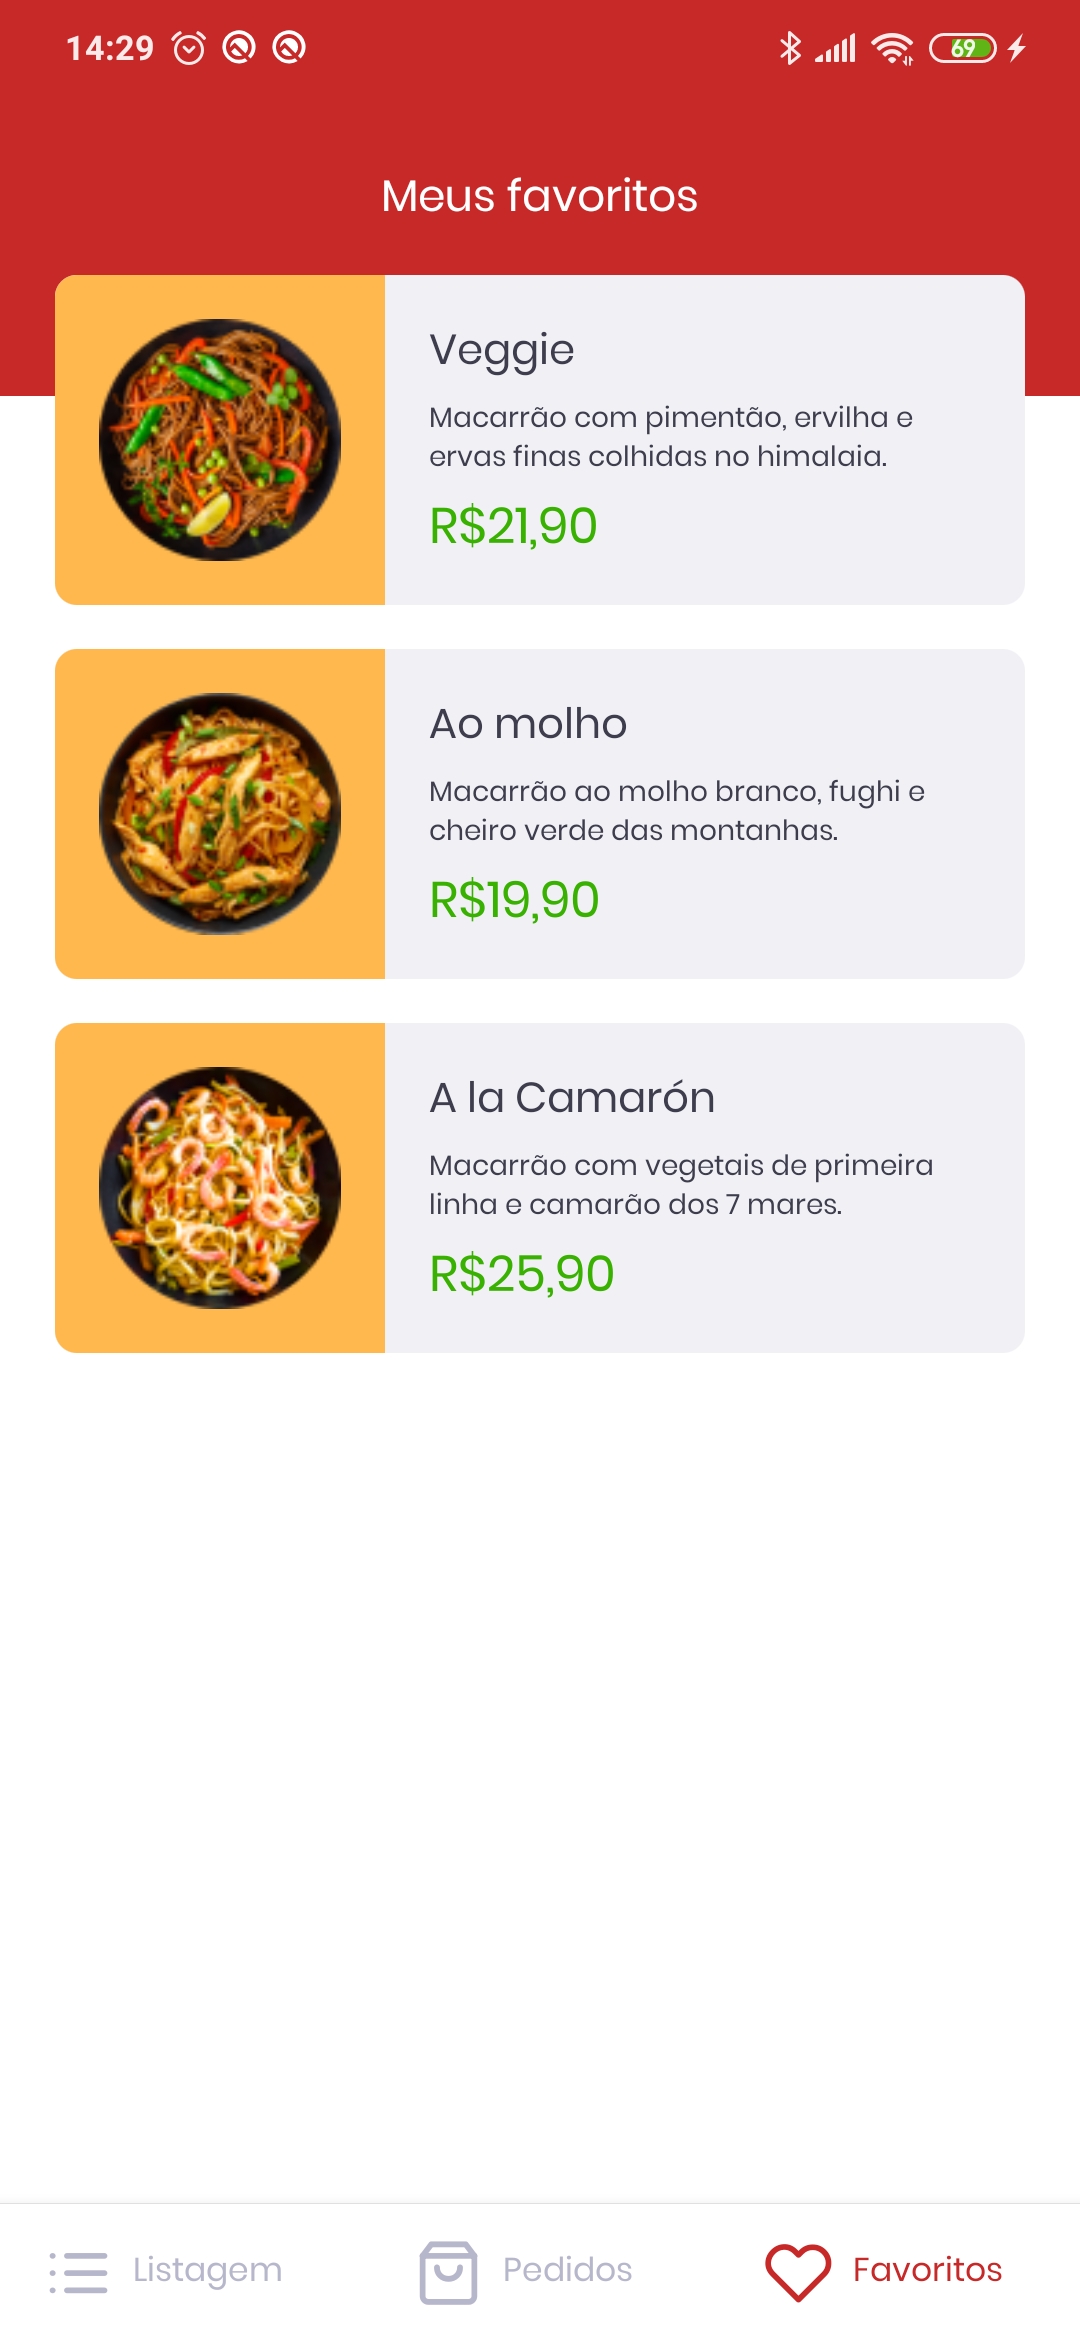 14:29
69
Meus favoritos
Veggie
Macarrão com pimentão, ervilha e
ervas finas colhidas no himalaia.
R$21,90
Ao molho
Macarrão ao molho branco, fughi e
cheiro verde das montanhas.
R$19,90
A la Camarón
Macarrão com vegetais de primeira
linha e camarão dos 7 mares.
R$25,90
Listagem
Pedidos
Favoritos